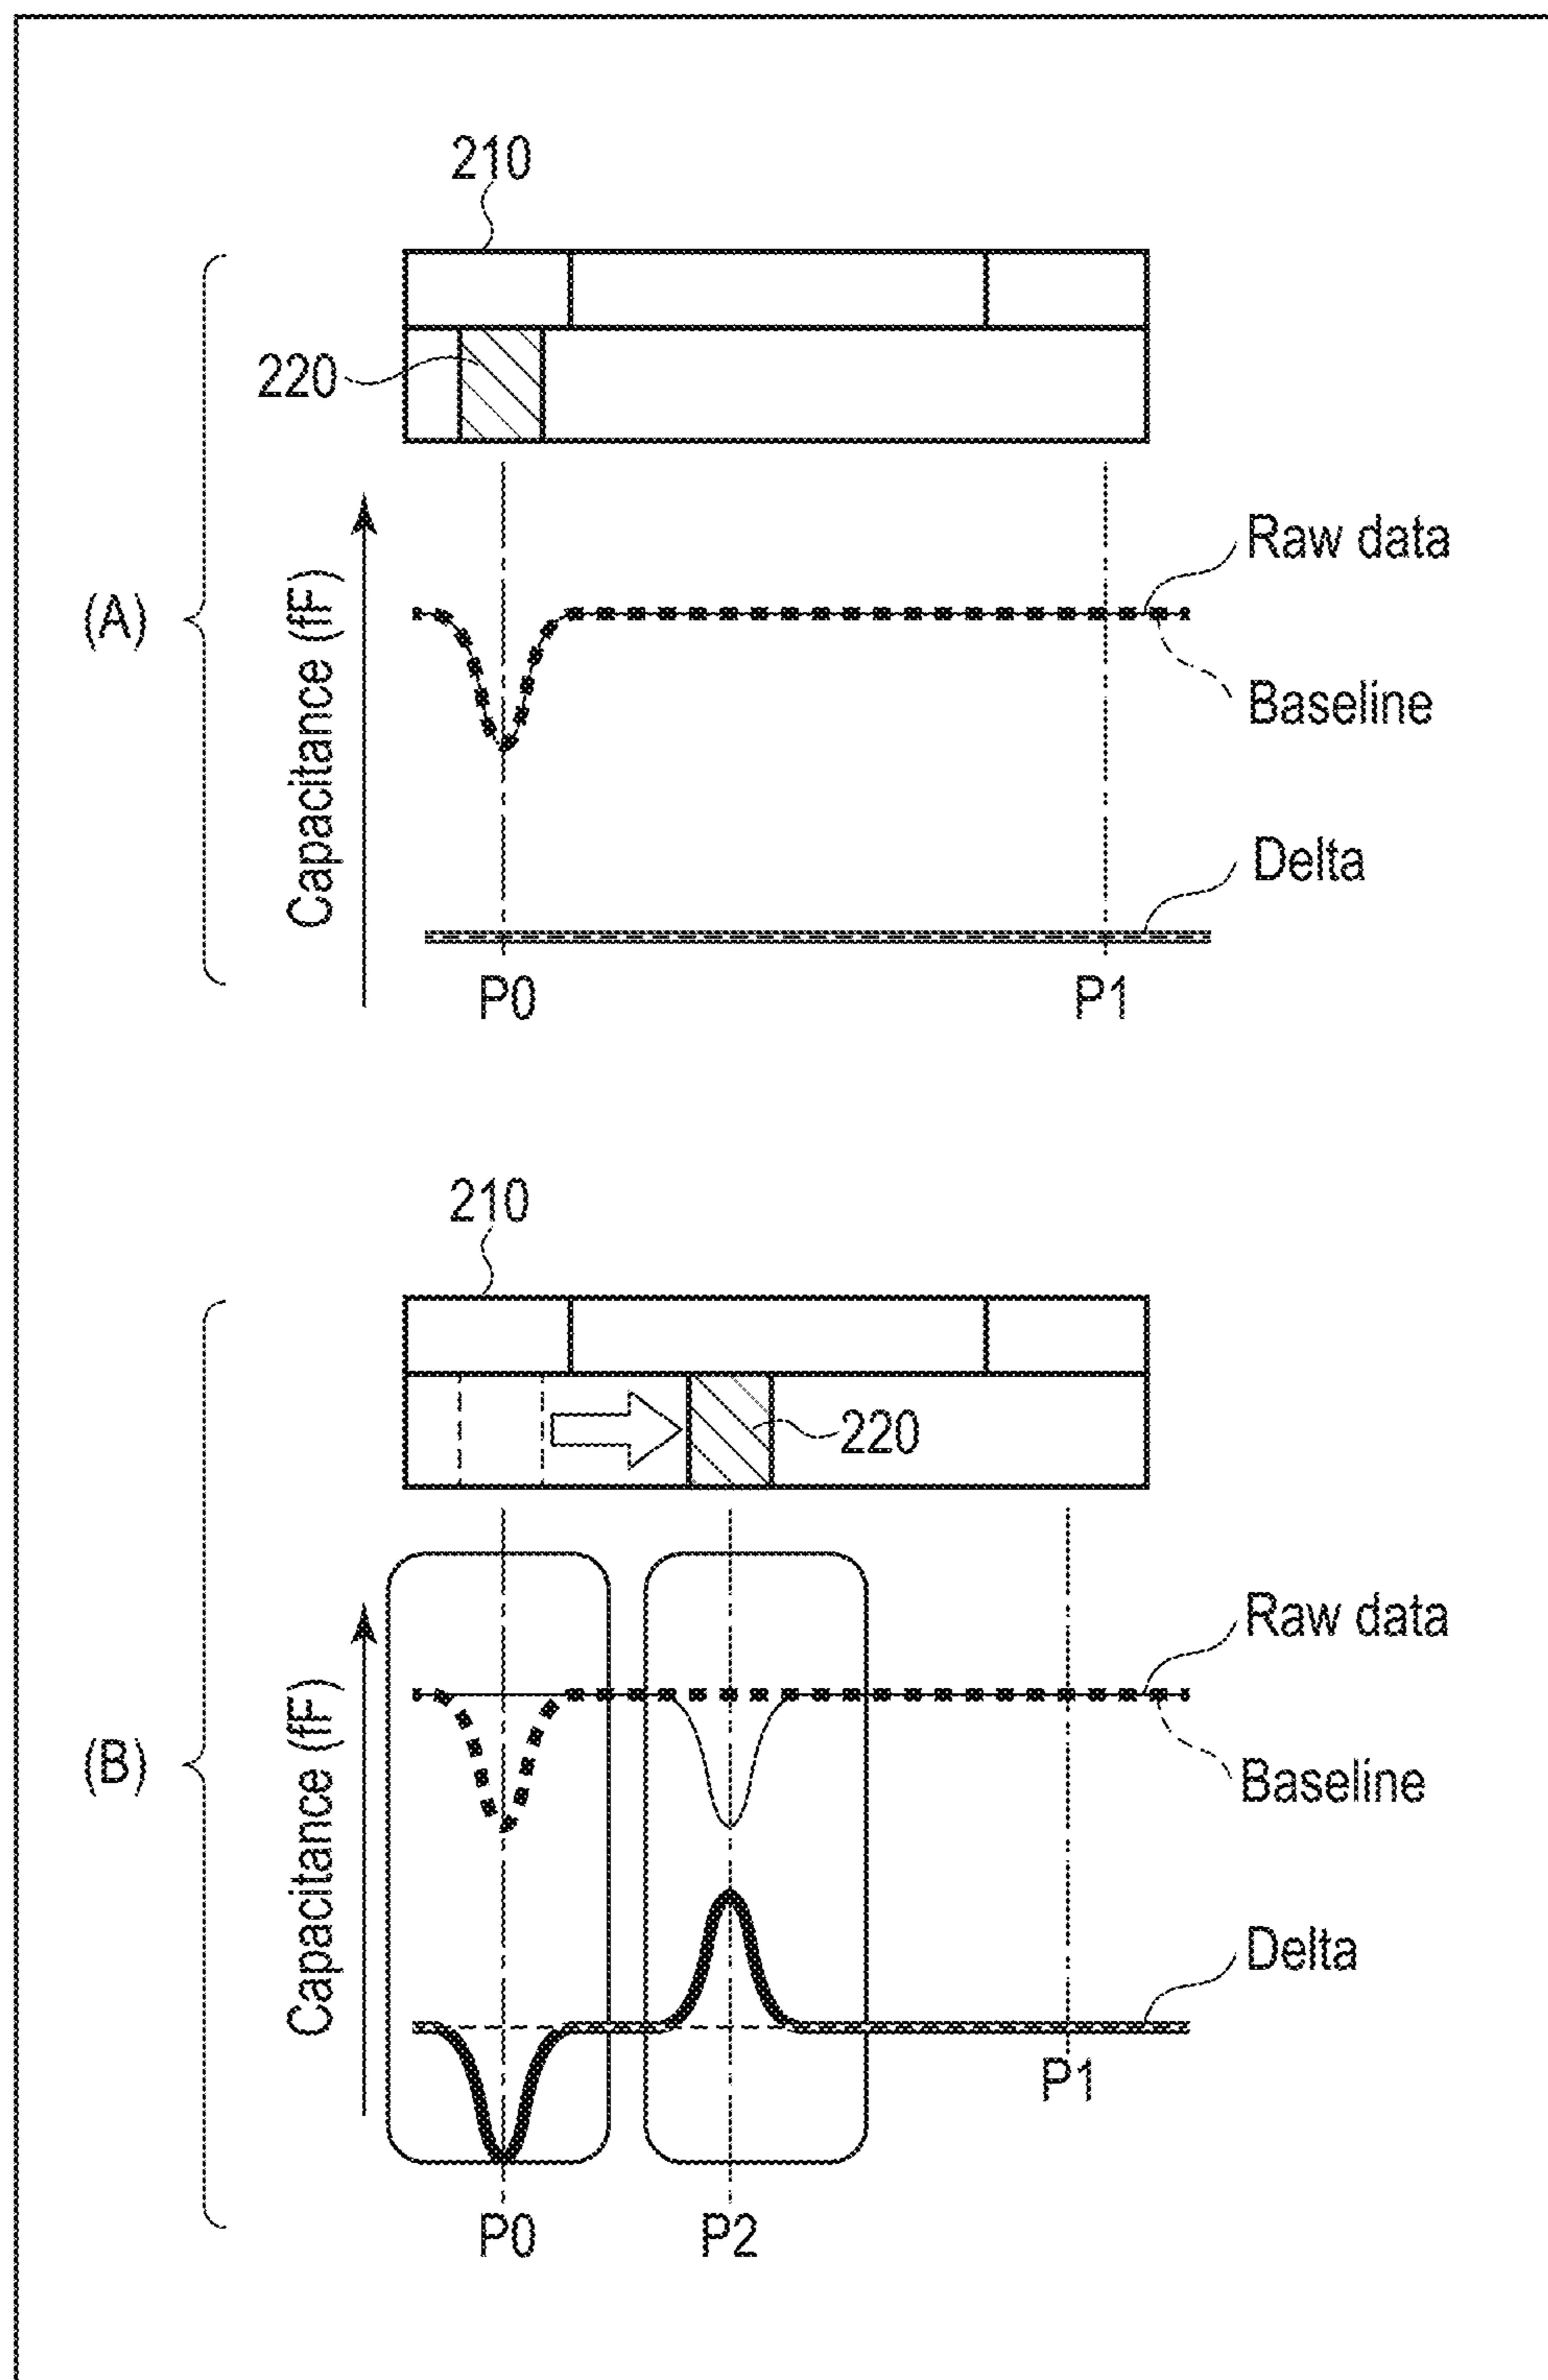 210
220
(A)
Capacitance (fF)
Raw data
Baseline
Delta
P0
P1
210
220
(B)
Capacitance (fF)
Raw data
Baseline
Delta
P1
P0
P2